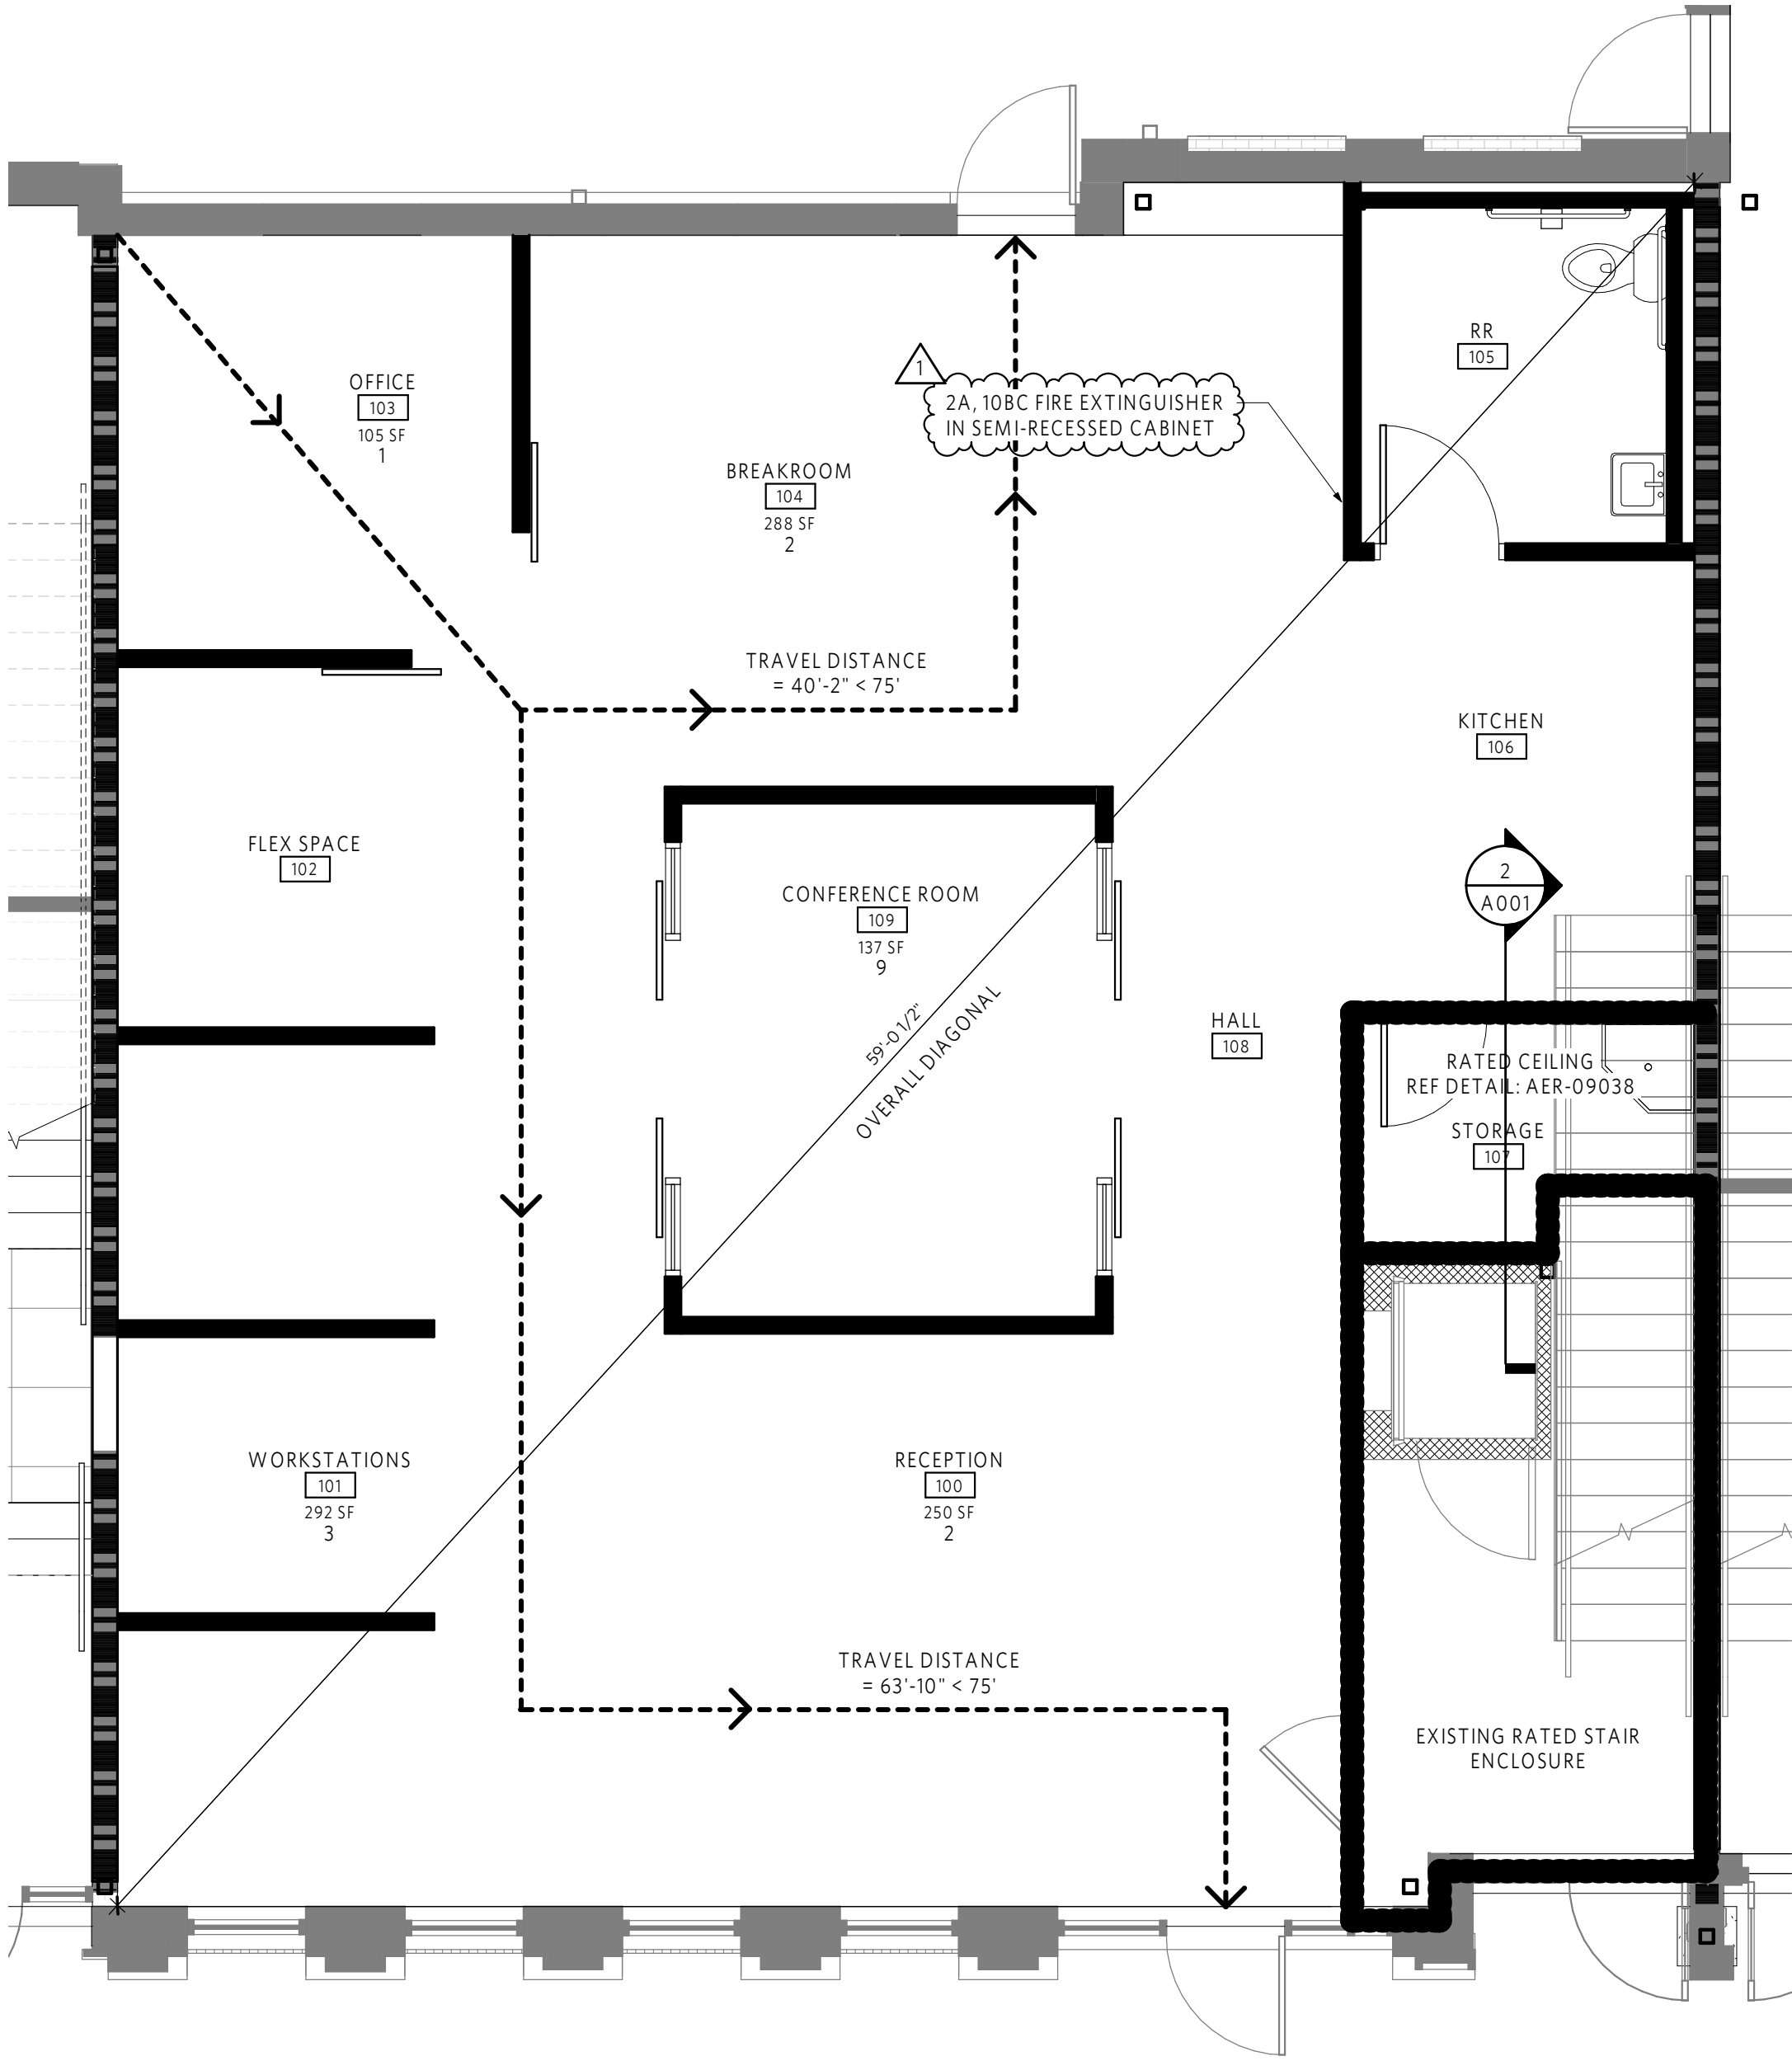 RR
105
1
2A, 10BC FIRE EXTINGUISHER
IN SEMI-RECESSED CABINET
OFFICE
103
105 SF
1
BREAKROOM
104
288 SF
2
TRAVEL DISTANCE
= 40'-2" < 75'
KITCHEN
106
FLEX SPACE
102
CONFERENCE ROOM
109
137 SF
9
2
A001
59'-0 1/2"
OVERALL DIAGONAL
HALL
108
RATED CEILING
REF DETAIL: AER-09038
STORAGE
107
WORKSTATIONS
101
292 SF
3
RECEPTION
100
250 SF
2
TRAVEL DISTANCE
= 63'-10" < 75'
EXISTING RATED STAIR
ENCLOSURE